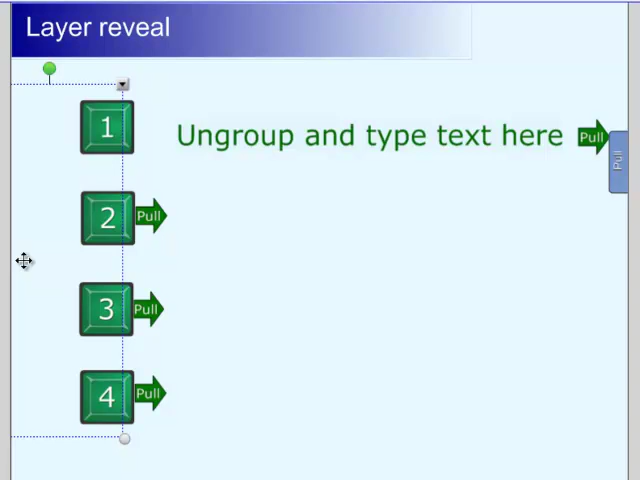 Layer reveal
1
Ungroup and type text here Pull
Pull
2 Pull
3 Pull
4 Pull